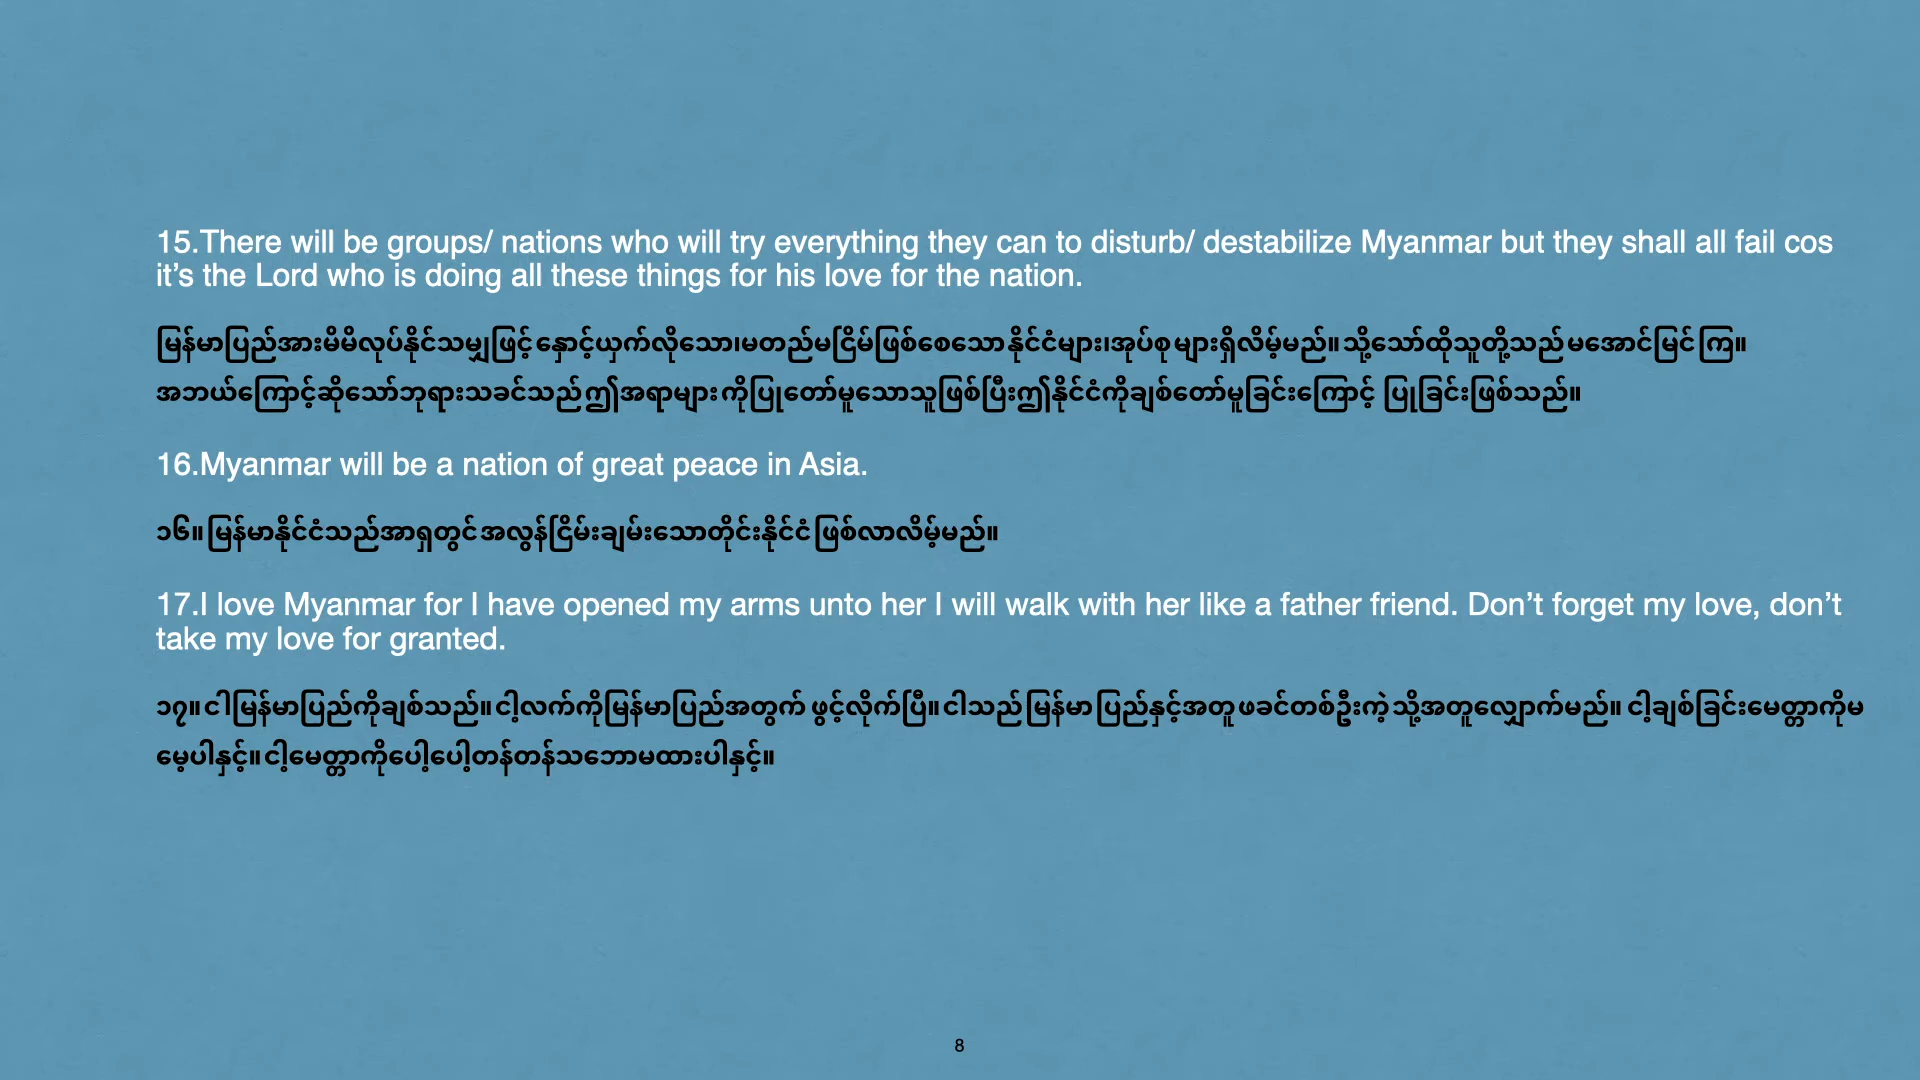 15.There will be groups/ nations who will try everything they can to disturb/ destabilize Myanmar but they shall all fail cos
it’s the Lord who is doing all these things for his love for the nation.
မြန်မာပြည်အားမိမိလုပ်နိုင်သမျှဖြင့် နှောင့်ယှက်လိုသော၊မတည်မငြိမ်ဖြစ်စေသော နိုင်ငံများ၊အုပ်စု များရှိလိမ့်မည်။ သို့သော်ထိုသူတို့သည် မအောင်မြင် ကြ။
အဘယ်ကြောင့်ဆိုသော်ဘုရားသခင်သည် ဤအရာများ ကိုပြုတော်မူသောသူဖြစ်ပြီးဤနိုင်ငံကိုချစ်တော်မူခြင်းကြောင့် ပြုခြင်းဖြစ်သည်။
16.Myanmar will be a nation of great peace in Asia.
၁၆။ မြန်မာနိုင်ငံသည်အာရှတွင် အလွန်ငြိမ်းချမ်းသောတိုင်းနိုင်ငံ ဖြစ်လာလိမ့်မည်။
17.I love Myanmar for I have opened my arms unto her I will walk with her like a father friend. Don’t forget my love, don’t
take my love for granted.
၁၇။ ငါမြန်မာပြည်ကိုချစ်သည်။ ငါ့လက်ကိုမြန်မာပြည်အတွက် ဖွင့်လိုက်ပြီ။ ငါသည် မြန်မာ ပြည်နှင့်အတူ ဖခင်တစ်ဦးကဲ့ သို့အတူလျှောက်မည်။ ငါ့ချစ်ခြင်းမေတ္တာကိုမ
မေ့ပါနှင့်။ ငါ့မေတ္တာကိုပေါ့ပေါ့တန်တန်သဘောမထားပါနှင့်။
8